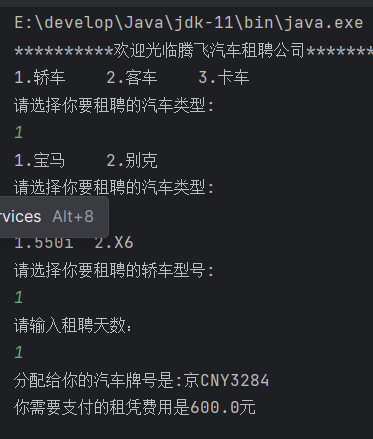 E:\develop\Java\jdk-11\bin\java.exe
**********欢迎光临腾飞汽车租聘公司*******
1.轿车 2.客车 3.卡车
请选择你要租聘的汽车类型:
1
1.宝马 2.别克
请选择你要租聘的汽车类型:
rvices Alt+8
1.550i 2.X6
请选择你要租聘的轿车型号:
1
请输入租聘天数:
1
分配给你的汽车牌号是:京CNY3284
你需要支付的租赁费用是600.0元